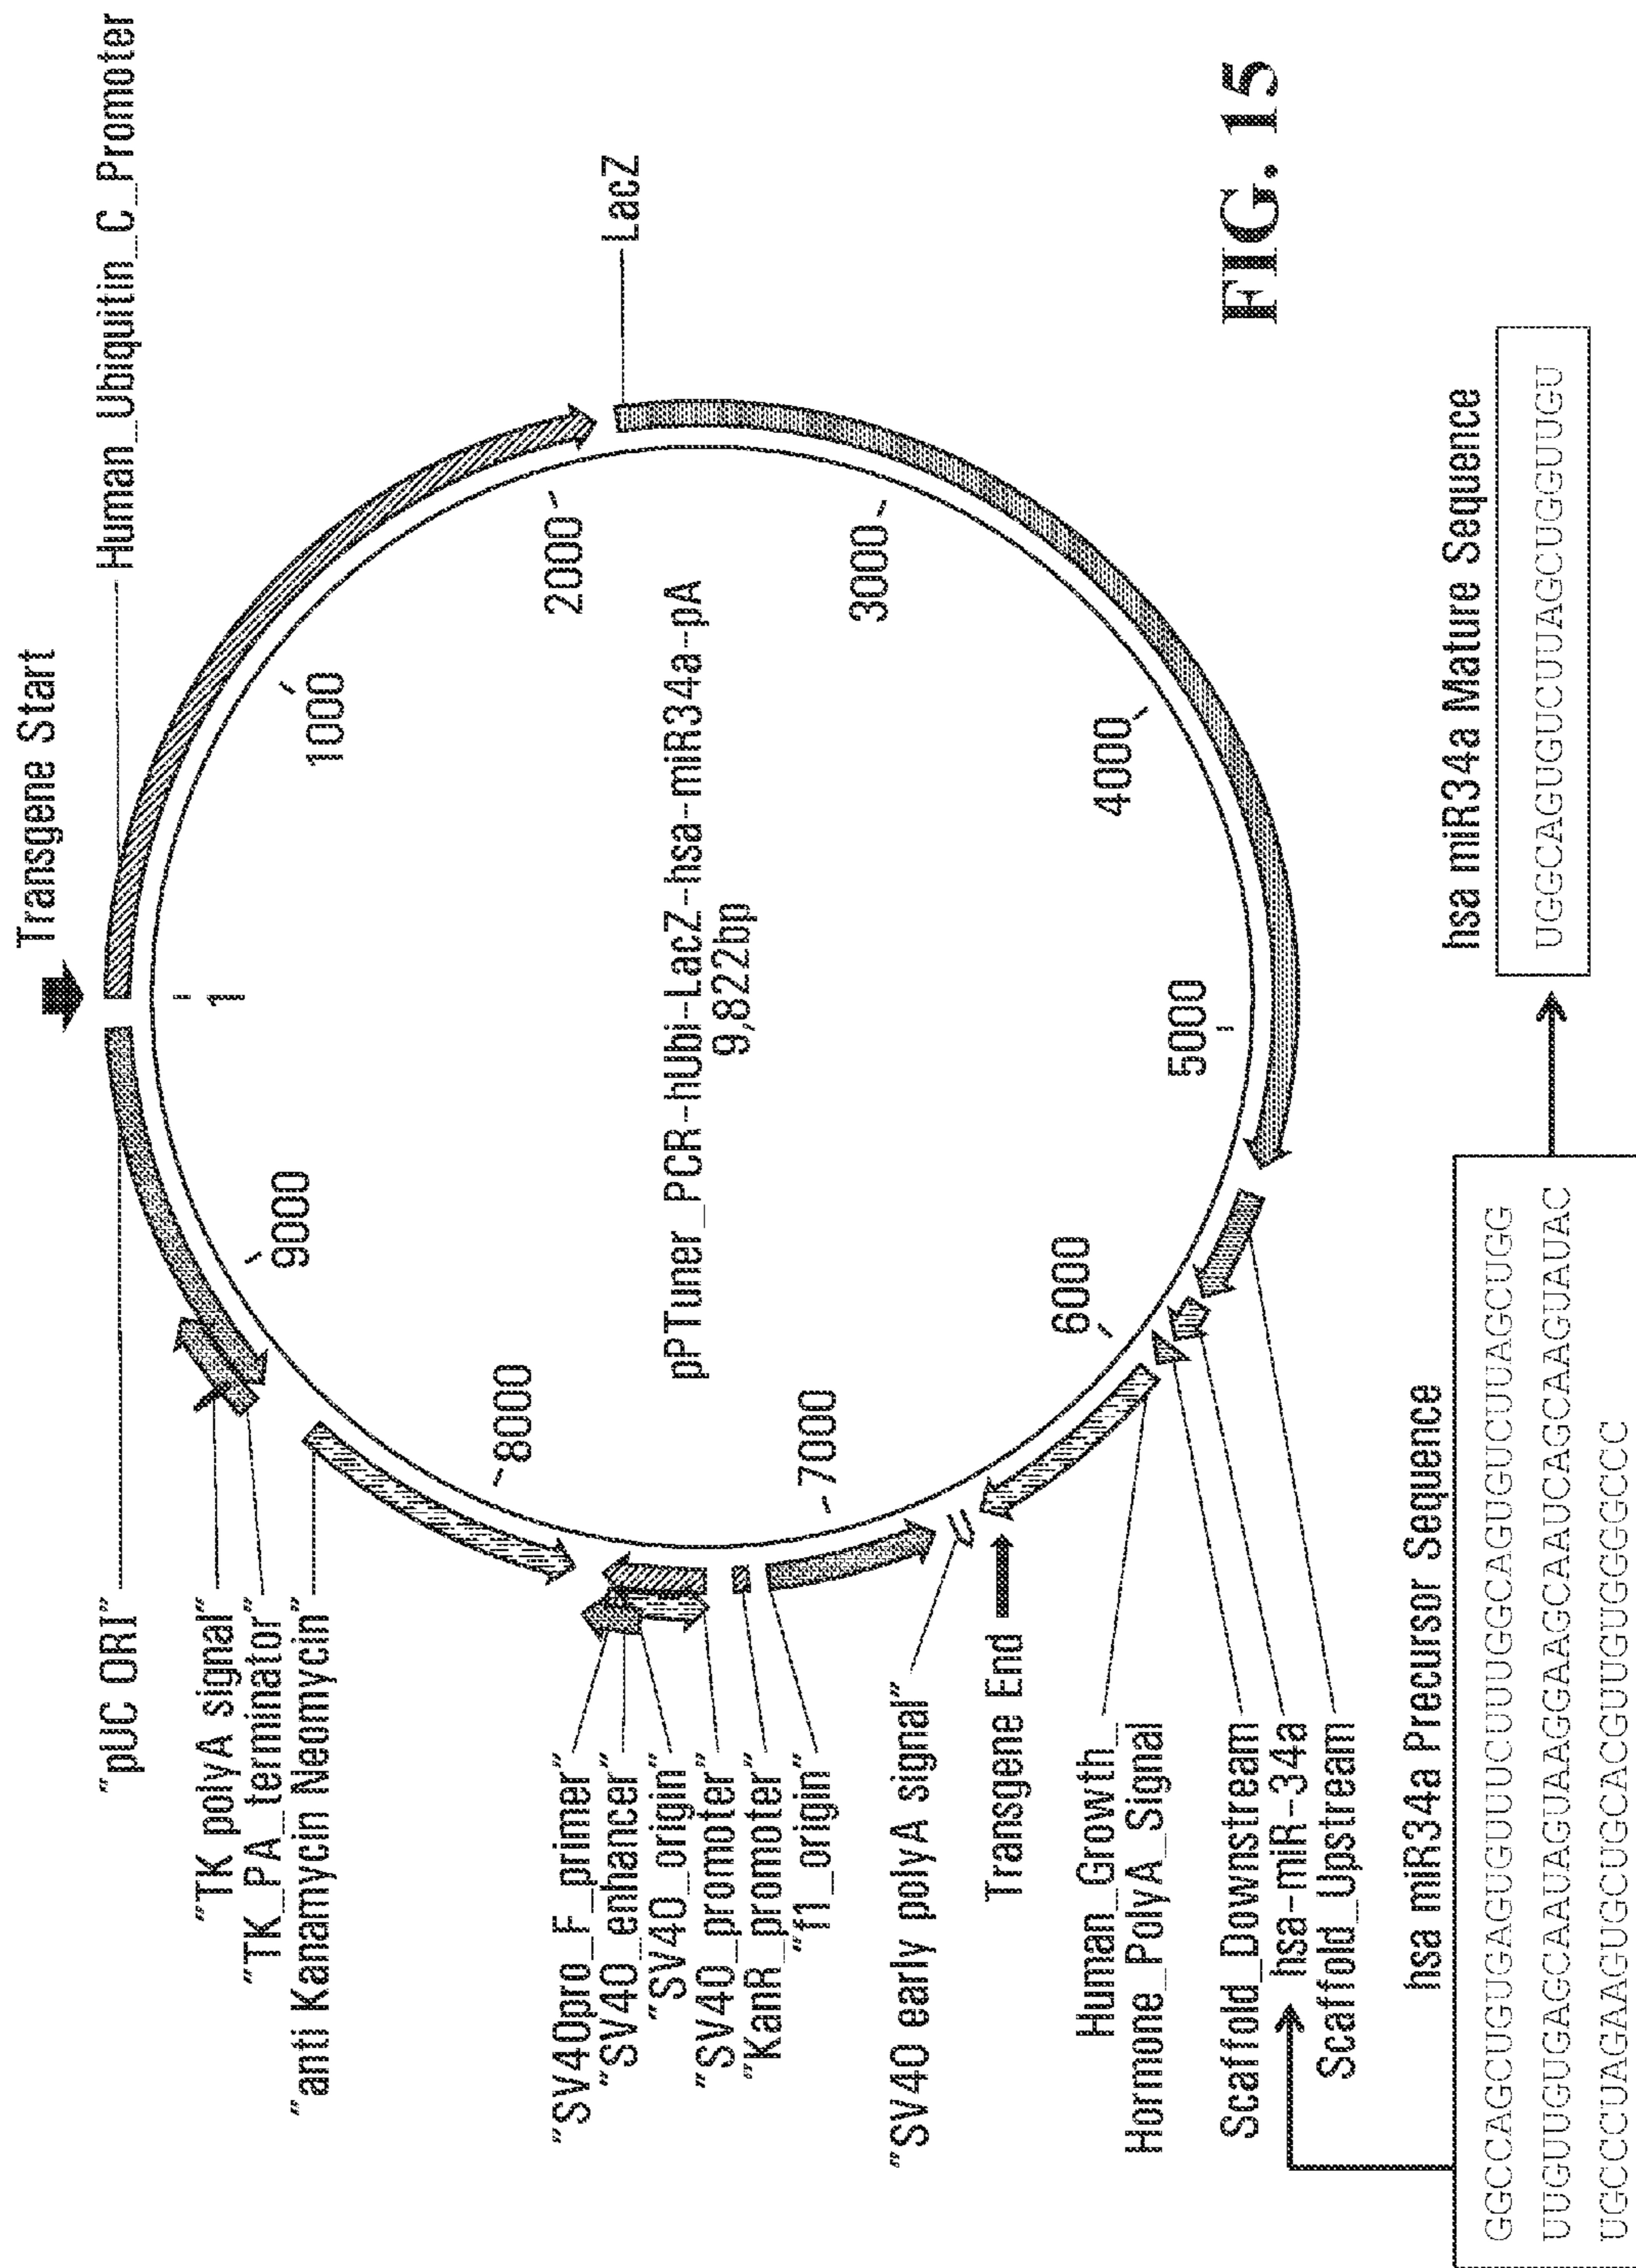 Transgene Start
Human_Ubiquitin_C_Promoter
"pUC ORI"
"TK polyA signal"
"TK_PA_terminator"
"anti Kanamycin Neomycin"
LacZ
1
1000
2000
3000
4000
5000
6000
7000
8000
9000
pPTuner_PCR--hUbi--LacZ--hsa--miR34a--pA
9,822bp
"SV40pro_F_primer"
"SV40_enhancer"
"SV40_origin"
"SV40_promoter"
"KanR_promoter"
"f1_origin"
"SV40 early polyA signal"
Transgene End
Human_Growth_
Hormone_PolyA_Signal
Scaffold_Downstream
hsa-miR-34a
Scaffold_Upstream
FIG. 15
hsa miR34a Precursor Sequence
GGCCAGCUGUGAGUGUUUCUUUGGCAGUGUCUUAGCUGG
UUGUUGUGAGCAAUAGUAAGGAAGCAAUCAGCAAGUAUAC
UGCCCUAGAAGUGCUGCACGUUGUGGGGCCC
hsa miR34a Mature Sequence
UGGCAGUGUCUUAGCUGGUUGU